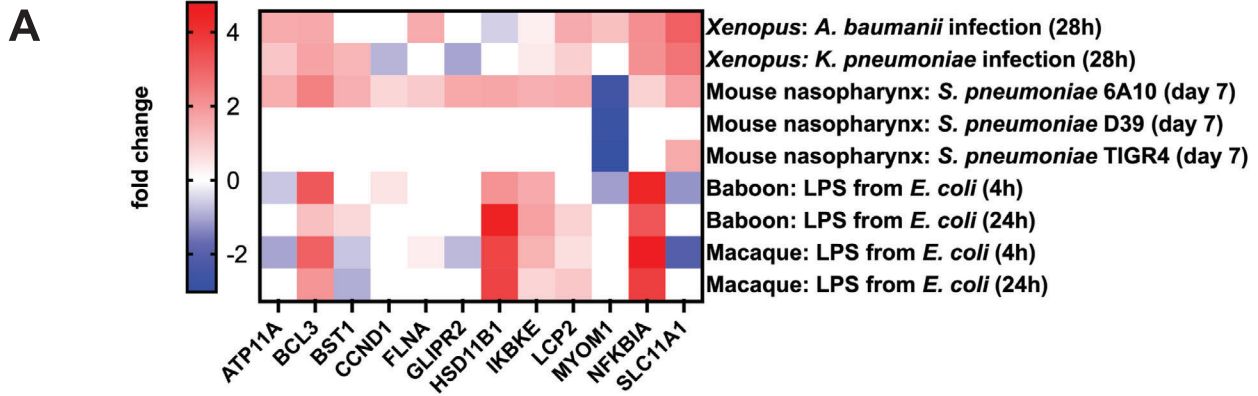 A
fold change
4
2
0
-2
Xenopus: A. baumanii infection (28h)
Xenopus: K. pneumoniae infection (28h)
Mouse nasopharynx: S. pneumoniae 6A10 (day 7)
Mouse nasopharynx: S. pneumoniae D39 (day 7)
Mouse nasopharynx: S. pneumoniae TIGR4 (day 7)
Baboon: LPS from E. coli (4h)
Baboon: LPS from E. coli (24h)
Macaque: LPS from E. coli (4h)
Macaque: LPS from E. coli (24h)
ATP11A
BCL3
BST1
CCND1
FLNA
GLIPR2
HSD11B1
IKBKE
LCP2
MYOM1
NFKBIA
SLC11A1